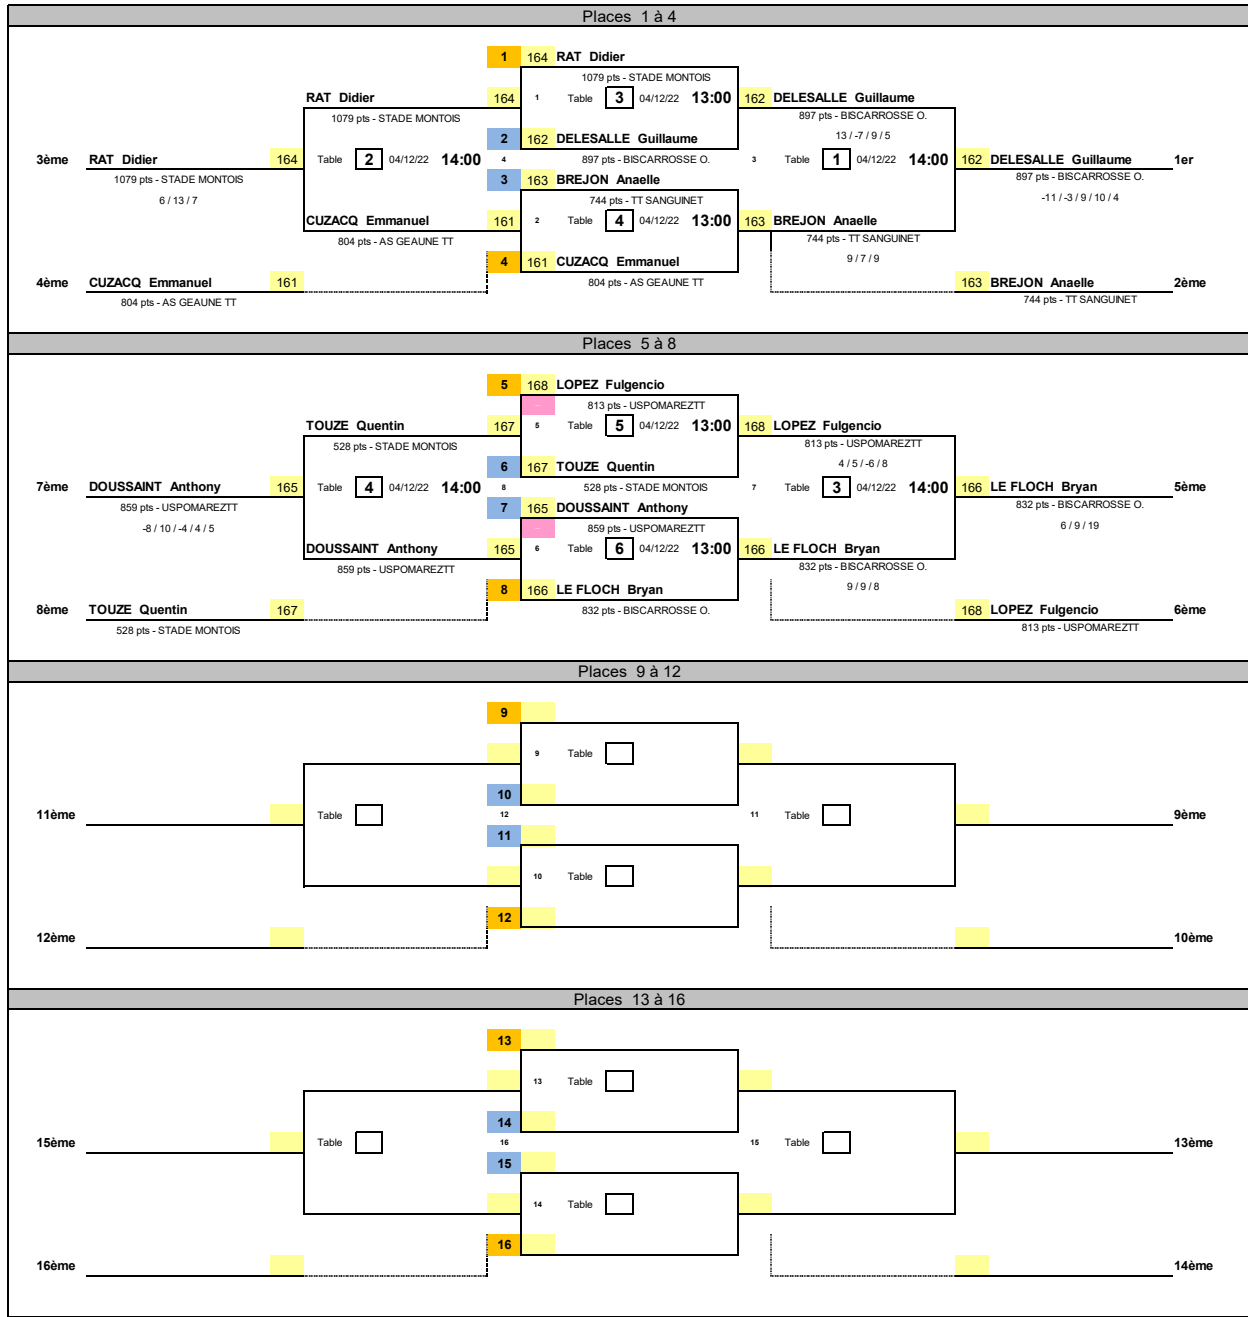 Places 1 à 4
1 164 RAT Didier
1079 pts - STADE MONTOIS
RAT Didier 164 1 Table 3 04/12/22 13:00 162 DELESALLE Guillaume
1079 pts - STADE MONTOIS 897 pts - BISCARROSSE O.
2 162 DELESALLE Guillaume 13 / -7 / 9 / 5
3ème RAT Didier 164 Table 2 04/12/22 14:00 4 897 pts - BISCARROSSE O. 3 Table 1 04/12/22 14:00 162 DELESALLE Guillaume 1er
1079 pts - STADE MONTOIS 3 163 BREJON Anaelle 897 pts - BISCARROSSE O.
6 / 13 / 7 744 pts - TT SANGUINET -11 / -3 / 9 / 10 / 4
CUZACQ Emmanuel 161 2 Table 4 04/12/22 13:00 163 BREJON Anaelle
804 pts - AS GEAUNE TT 744 pts - TT SANGUINET
4 161 CUZACQ Emmanuel 9 / 7 / 9
4ème CUZACQ Emmanuel 161 804 pts - AS GEAUNE TT 163 BREJON Anaelle 2ème
804 pts - AS GEAUNE TT 744 pts - TT SANGUINET
Places 5 à 8
5 168 LOPEZ Fulgencio
813 pts - USPOMAREZTT
TOUZE Quentin 167 5 Table 5 04/12/22 13:00 168 LOPEZ Fulgencio
528 pts - STADE MONTOIS 813 pts - USPOMAREZTT
6 167 TOUZE Quentin 4 / 5 / -6 / 8
7ème DOUSSAINT Anthony 165 Table 4 04/12/22 14:00 8 528 pts - STADE MONTOIS 7 Table 3 04/12/22 14:00 166 LE FLOCH Bryan 5ème
859 pts - USPOMAREZTT 7 165 DOUSSAINT Anthony 832 pts - BISCARROSSE O.
-8 / 10 / -4 / 4 / 5 859 pts - USPOMAREZTT 6 / 9 / 19
DOUSSAINT Anthony 165 6 Table 6 04/12/22 13:00 166 LE FLOCH Bryan
859 pts - USPOMAREZTT 832 pts - BISCARROSSE O.
8 166 LE FLOCH Bryan 9 / 9 / 8
8ème TOUZE Quentin 167 832 pts - BISCARROSSE O. 168 LOPEZ Fulgencio 6ème
528 pts - STADE MONTOIS 813 pts - USPOMAREZTT
Places 9 à 12
9
9 Table
10
11ème Table 12 11 Table 9ème
11
10 Table
12
12ème 10ème
Places 13 à 16
13
13 Table
14
15ème Table 16 15 Table 13ème
15
14 Table
16
16ème 14ème